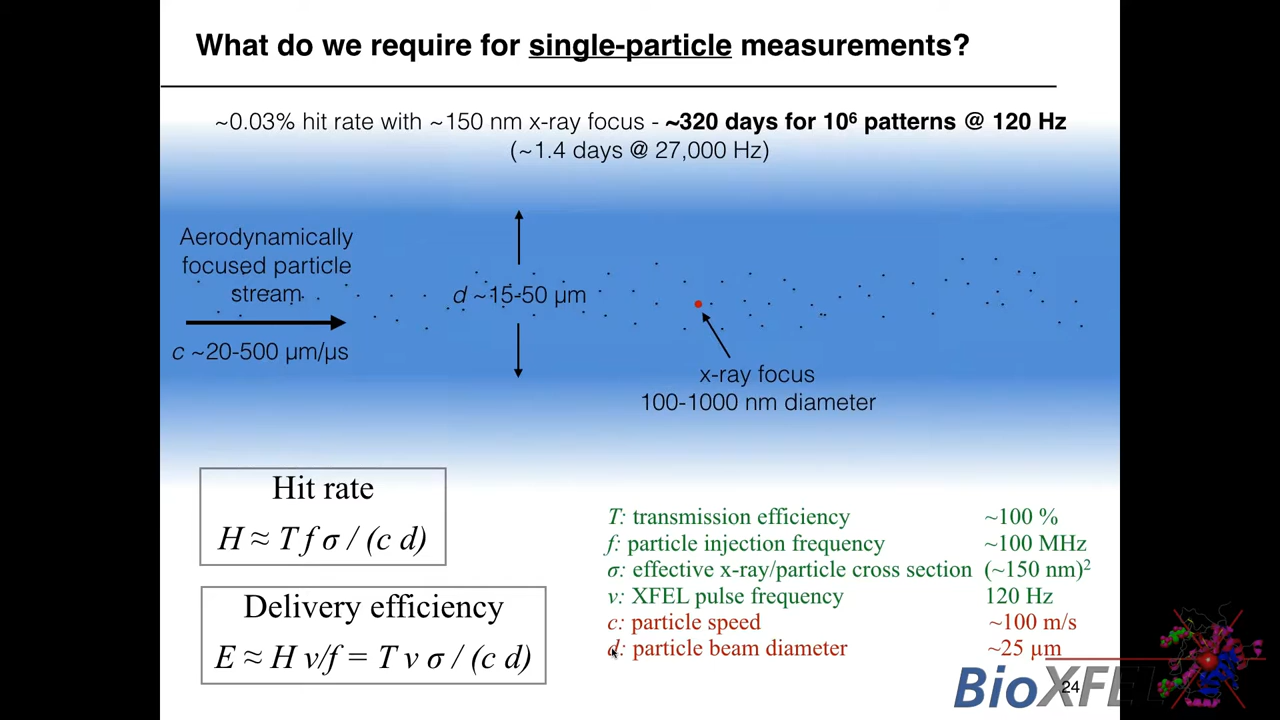 What do we require for single-particle measurements?
~0.03% hit rate with ~150 nm x-ray focus - ~320 days for 10⁶ patterns @ 120 Hz
(~1.4 days @ 27,000 Hz)
Aerodynamically
focused particle
stream
c ~20-500 µm/µs
d ~15-50 µm
x-ray focus
100-1000 nm diameter
Hit rate
H ≈ T f σ / (c d)
Delivery efficiency
E ≈ H ν/f = T ν σ / (c d)
T: transmission efficiency ~100 %
f: particle injection frequency ~100 MHz
σ: effective x-ray/particle cross section (~150 nm)²
ν: XFEL pulse frequency 120 Hz
c: particle speed ~100 m/s
d: particle beam diameter ~25 µm
BioXFEL
24